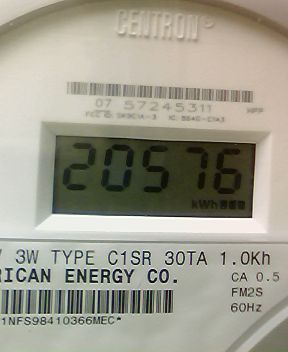 CENTRON®
07 57245311
20576
kWh
3W TYPE C1SR 30TA 1.0Kh
RICAN ENERGY CO.
CA 0.5
FM2S
60Hz
1NFS98410366MEC*